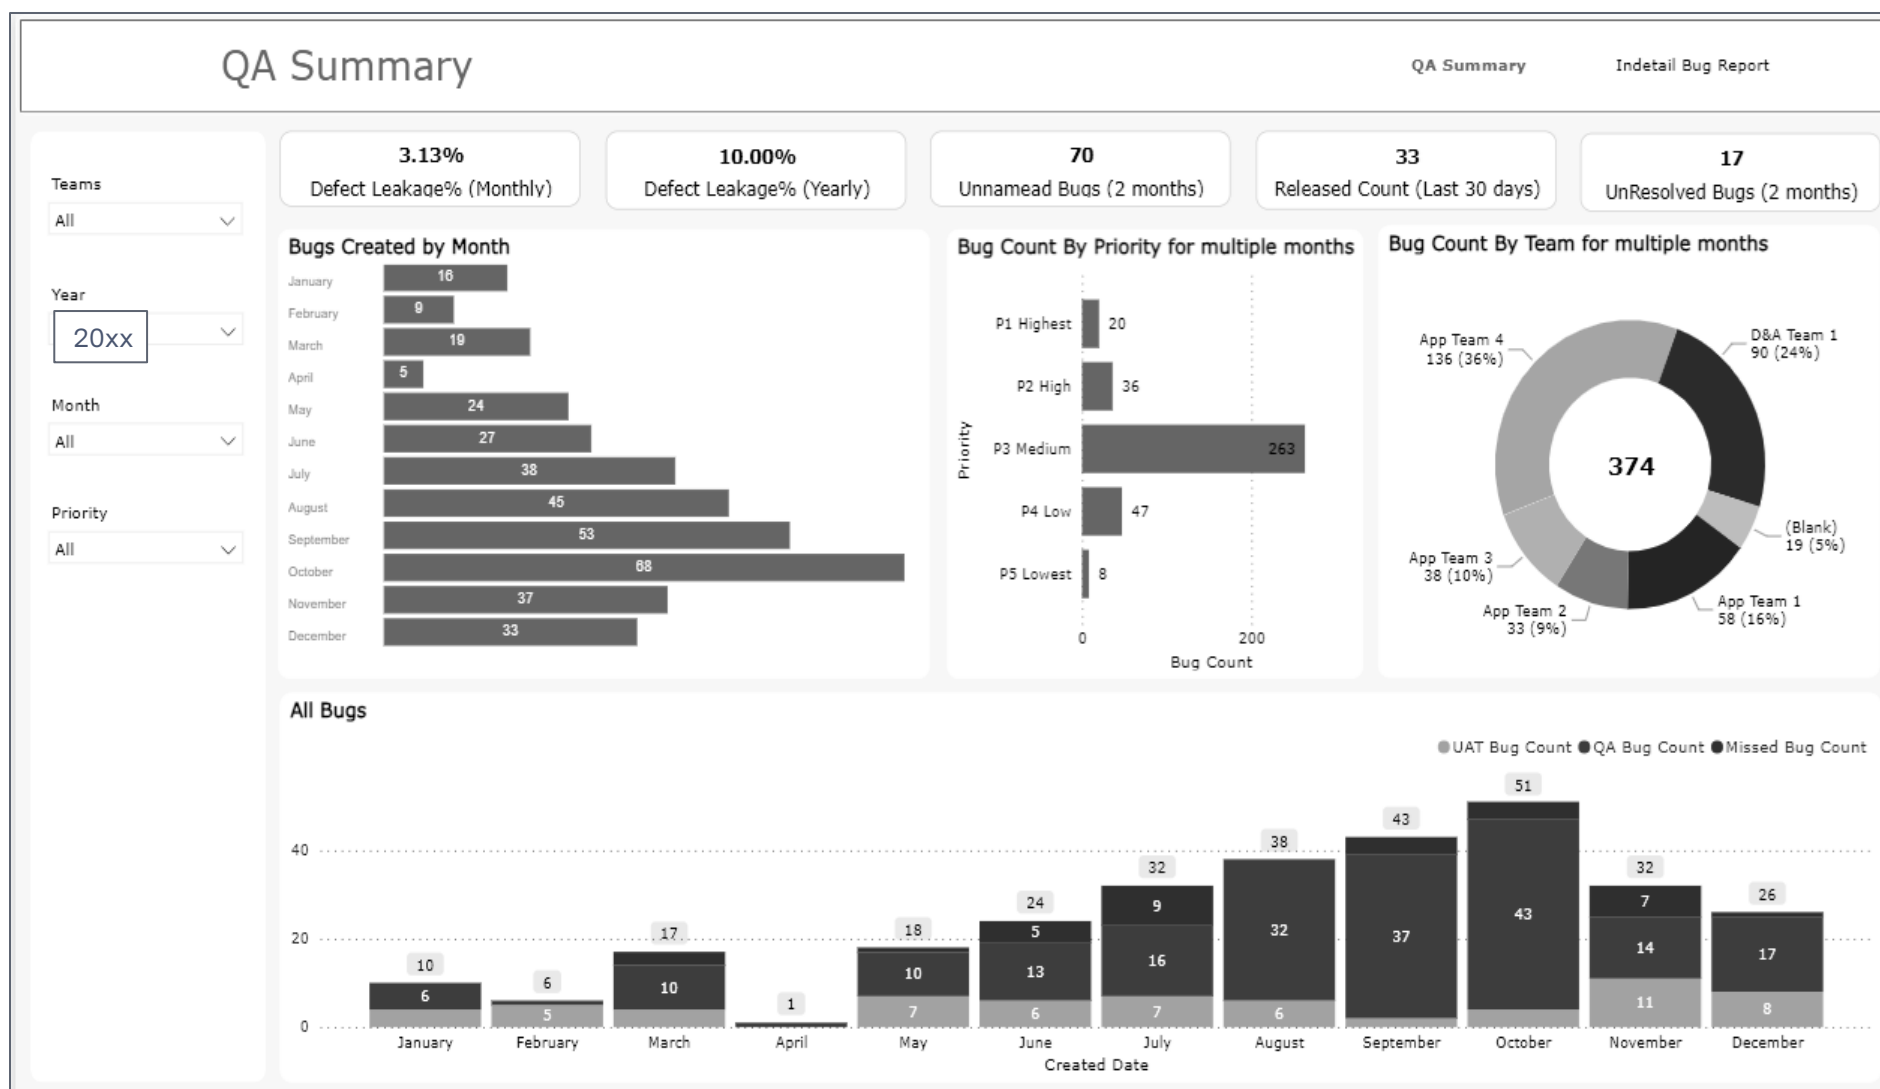 QA Summary
QA Summary
Indetail Bug Report
Teams
All
Year
20xx
Month
All
Priority
All
3.13%
Defect Leakage% (Monthly)
10.00%
Defect Leakage% (Yearly)
70
Unnamead Bugs (2 months)
33
Released Count (Last 30 days)
17
UnResolved Bugs (2 months)
Bugs Created by Month
January 16
February 9
March 19
April 5
May 24
June 27
July 38
August 45
September 53
October 68
November 37
December 33
Bug Count By Priority for multiple months
Priority
P1 Highest 20
P2 High 36
P3 Medium 263
P4 Low 47
P5 Lowest 8
0 200
Bug Count
Bug Count By Team for multiple months
App Team 4
136 (36%)
D&A Team 1
90 (24%)
374
(Blank)
19 (5%)
App Team 3
38 (10%)
App Team 2
33 (9%)
App Team 1
58 (16%)
All Bugs
UAT Bug Count QA Bug Count Missed Bug Count
40
20
0
10
6
6
5
17
10
1
18
10
7
24
5
13
6
32
9
16
7
38
32
6
43
37
51
43
32
7
14
11
26
17
8
January February March April May June July August September October November December
Created Date